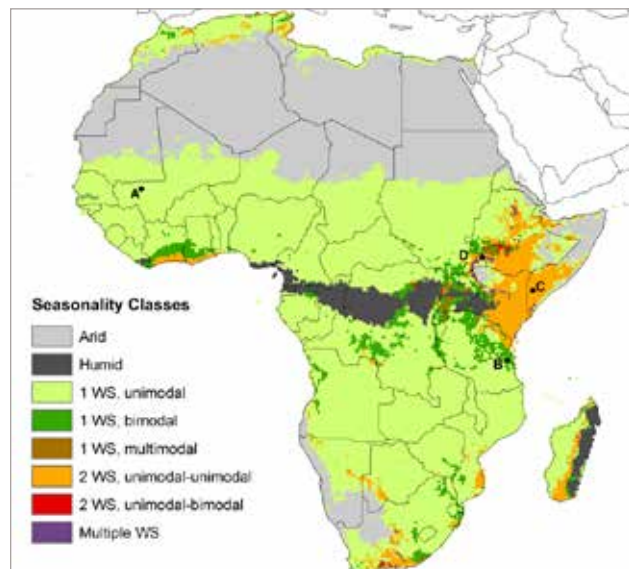 A
D
C
B
Seasonality Classes
Arid
Humid
1 WS, unimodal
1 WS, bimodal
1 WS, multimodal
2 WS, unimodal-unimodal
2 WS, unimodal-bimodal
Multiple WS